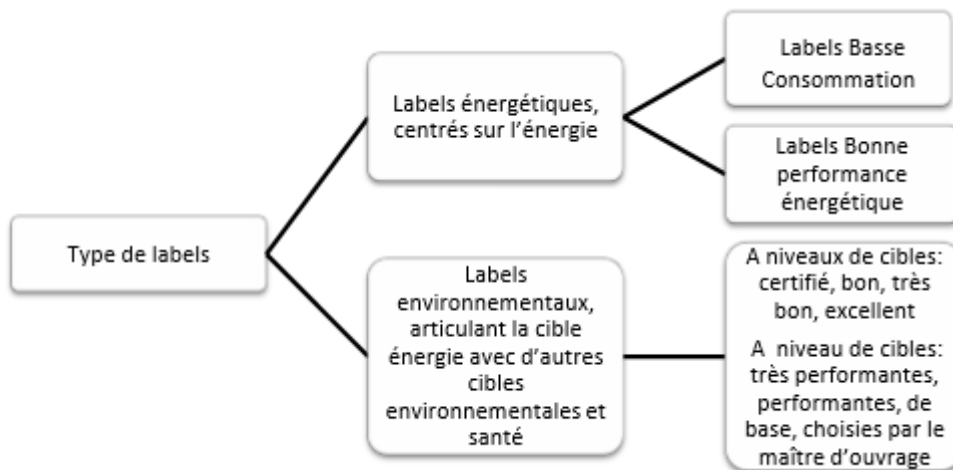 Type de labels
Labels énergétiques,
centrés sur l'énergie
Labels Basse
Consommation
Labels Bonne
performance
énergétique
Labels
environnementaux,
articulant la cible
énergie avec d'autres
cibles
environnementales et
santé
A niveaux de cibles:
certifié, bon, très
bon, excellent
A niveau de cibles:
très performantes,
performantes, de
base, choisies par le
maître d'ouvrage